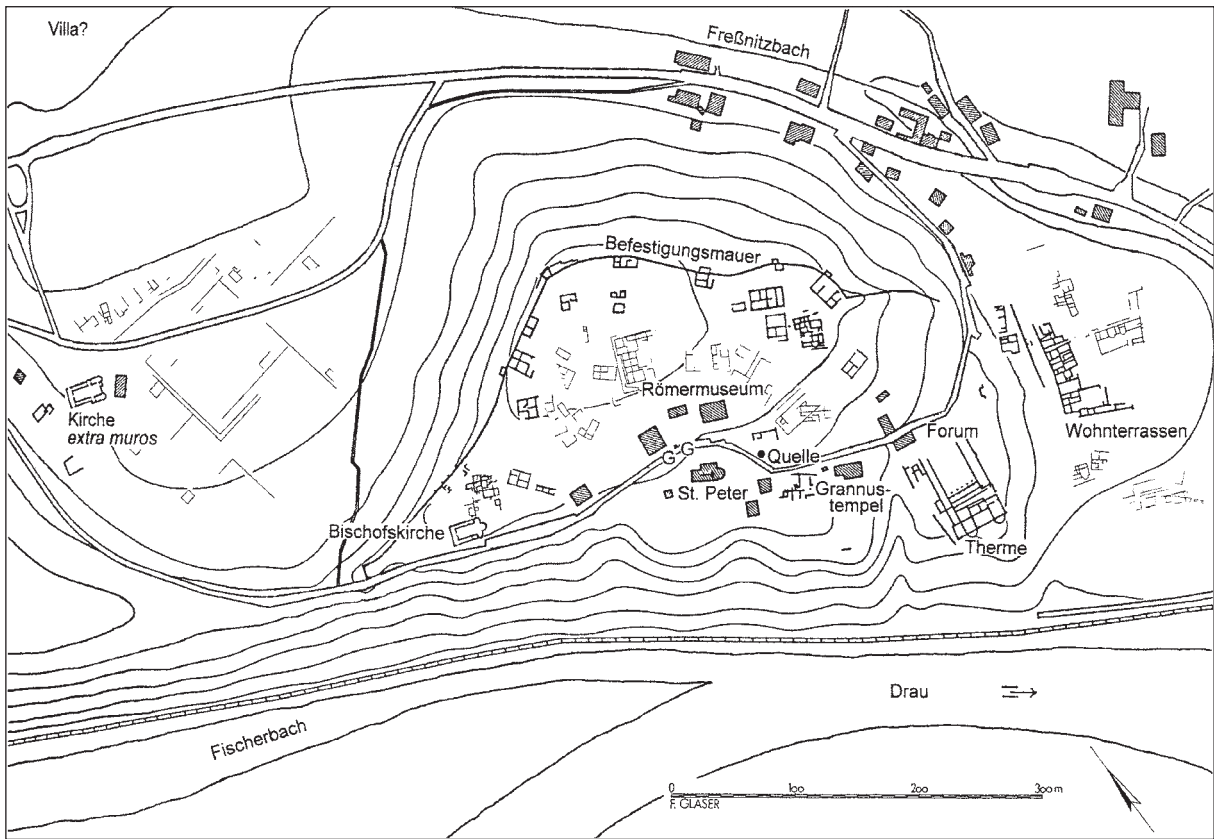 Villa?
Freßnitzbach
Befestigungsmauer
Römermuseum
Kirche
extra muros
Forum
Wohnterrassen
G G
Quelle
St. Peter
Grannus-
tempel
Bischofskirche
Therme
Drau
Fischerbach
0 100 200 300 m
F. GLASER